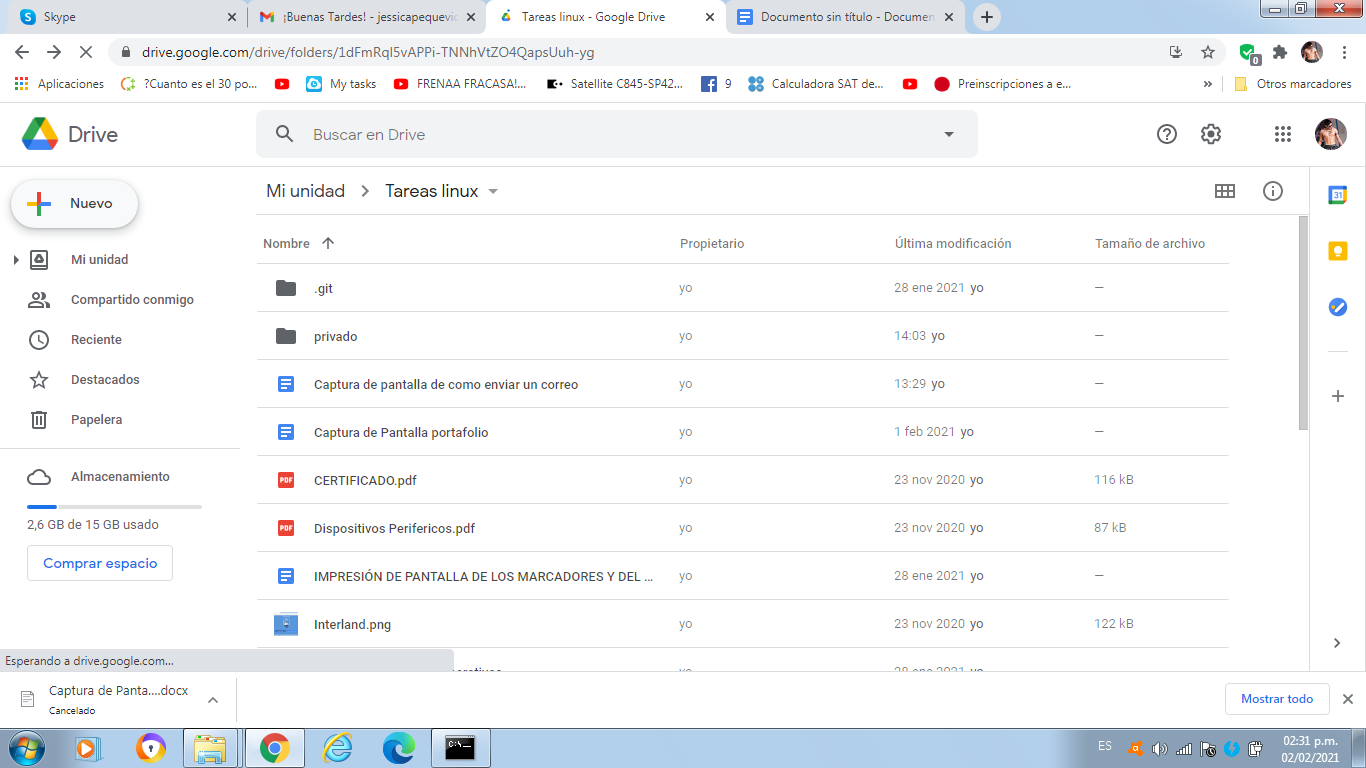 Skype
¡Buenas Tardes! - jessicapequevic
Tareas linux - Google Drive
Documento sin título - Documen
drive.google.com/drive/folders/1dFmRql5vAPPi-TNNhVtZO4QapsUuh-yg
0
Aplicaciones
?Cuanto es el 30 po...
My tasks
FRENAA FRACASA!...
Satellite C845-SP42...
9
Calculadora SAT de...
Preinscripciones a e...
»
Otros marcadores
Drive
Buscar en Drive
Nuevo
Mi unidad > Tareas linux
31
Nombre Propietario Última modificación Tamaño de archivo
.git yo 28 ene 2021 yo —
privado yo 14:03 yo —
Captura de pantalla de como enviar un correo yo 13:29 yo —
Captura de Pantalla portafolio yo 1 feb 2021 yo —
PDF CERTIFICADO.pdf yo 23 nov 2020 yo 116 kB
PDF Dispositivos Perifericos.pdf yo 23 nov 2020 yo 87 kB
IMPRESIÓN DE PANTALLA DE LOS MARCADORES Y DEL ... yo 28 ene 2021 yo —
Interland.png yo 23 nov 2020 yo 122 kB
Mi unidad
Compartido conmigo
Reciente
Destacados
Papelera
Almacenamiento
2,6 GB de 15 GB usado
Comprar espacio
Esperando a drive.google.com...
Captura de Panta....docx
Cancelado
Mostrar todo
ES
02:31 p.m.
02/02/2021